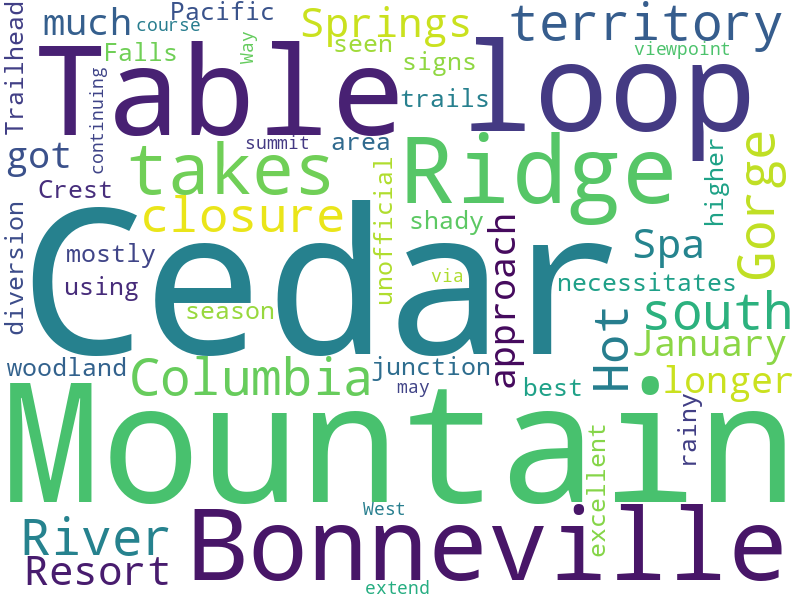 Trailhead
much
course
Pacific
Springs
territory
Falls
Way
seen
signs
viewpoint
Table
loop
continuing
trails
got
summit
area
takes
Ridge
higher
Gorge
Crest
closure
unofficial
shady
approach
Cedar
diversion
mostly
Spa
using
via
necessitates
season
south
Hot
January
woodland
Columbia
junction
may
best
longer
Mountain
rainy
excellent
River
West
Bonneville
Resort
extend